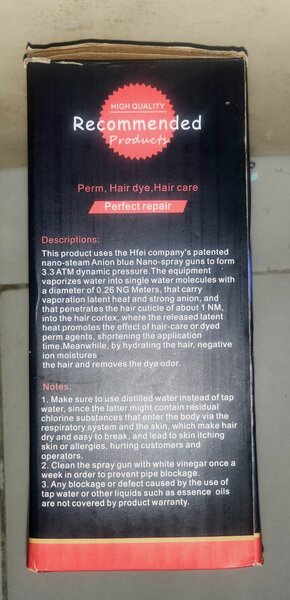 HIGH QUALITY
Recommended
Products
Perm, Hair dye,Hair care
Perfect repair
Descriptions:
This product uses the Hfei company's patented
nano-steam Anion blue Nano-spray guns to form
3.3 ATM dynamic pressure.The equipment
vaporizes water into single water molecules with
a diameter of 0.26 NG Meters, that carry
vaporation latent heat and strong anion, and
that penetrates the hair cuticle of about 1 NM,
into the hair cortex, where the released latent
heat promotes the effect of hair-care or dyed
perm agents, shortening the application
time.Meanwhile, by hydrating the hair, negative
ion moistures
the hair and removes the dye odor.
Notes:
1. Make sure to use distilled water instead of tap
water, since the latter might contain residual
chlorine substances that enter the body via the
respiratory system and the skin, which make hair
dry and easy to break, and lead to skin itching
skin or allergies, hurting customers and
operators.
2. Clean the spray gun with white vinegar once a
week in order to prevent pipe blockage.
3. Any blockage or defect caused by the use of
tap water or other liquids such as essence oils
are not covered by product warranty.